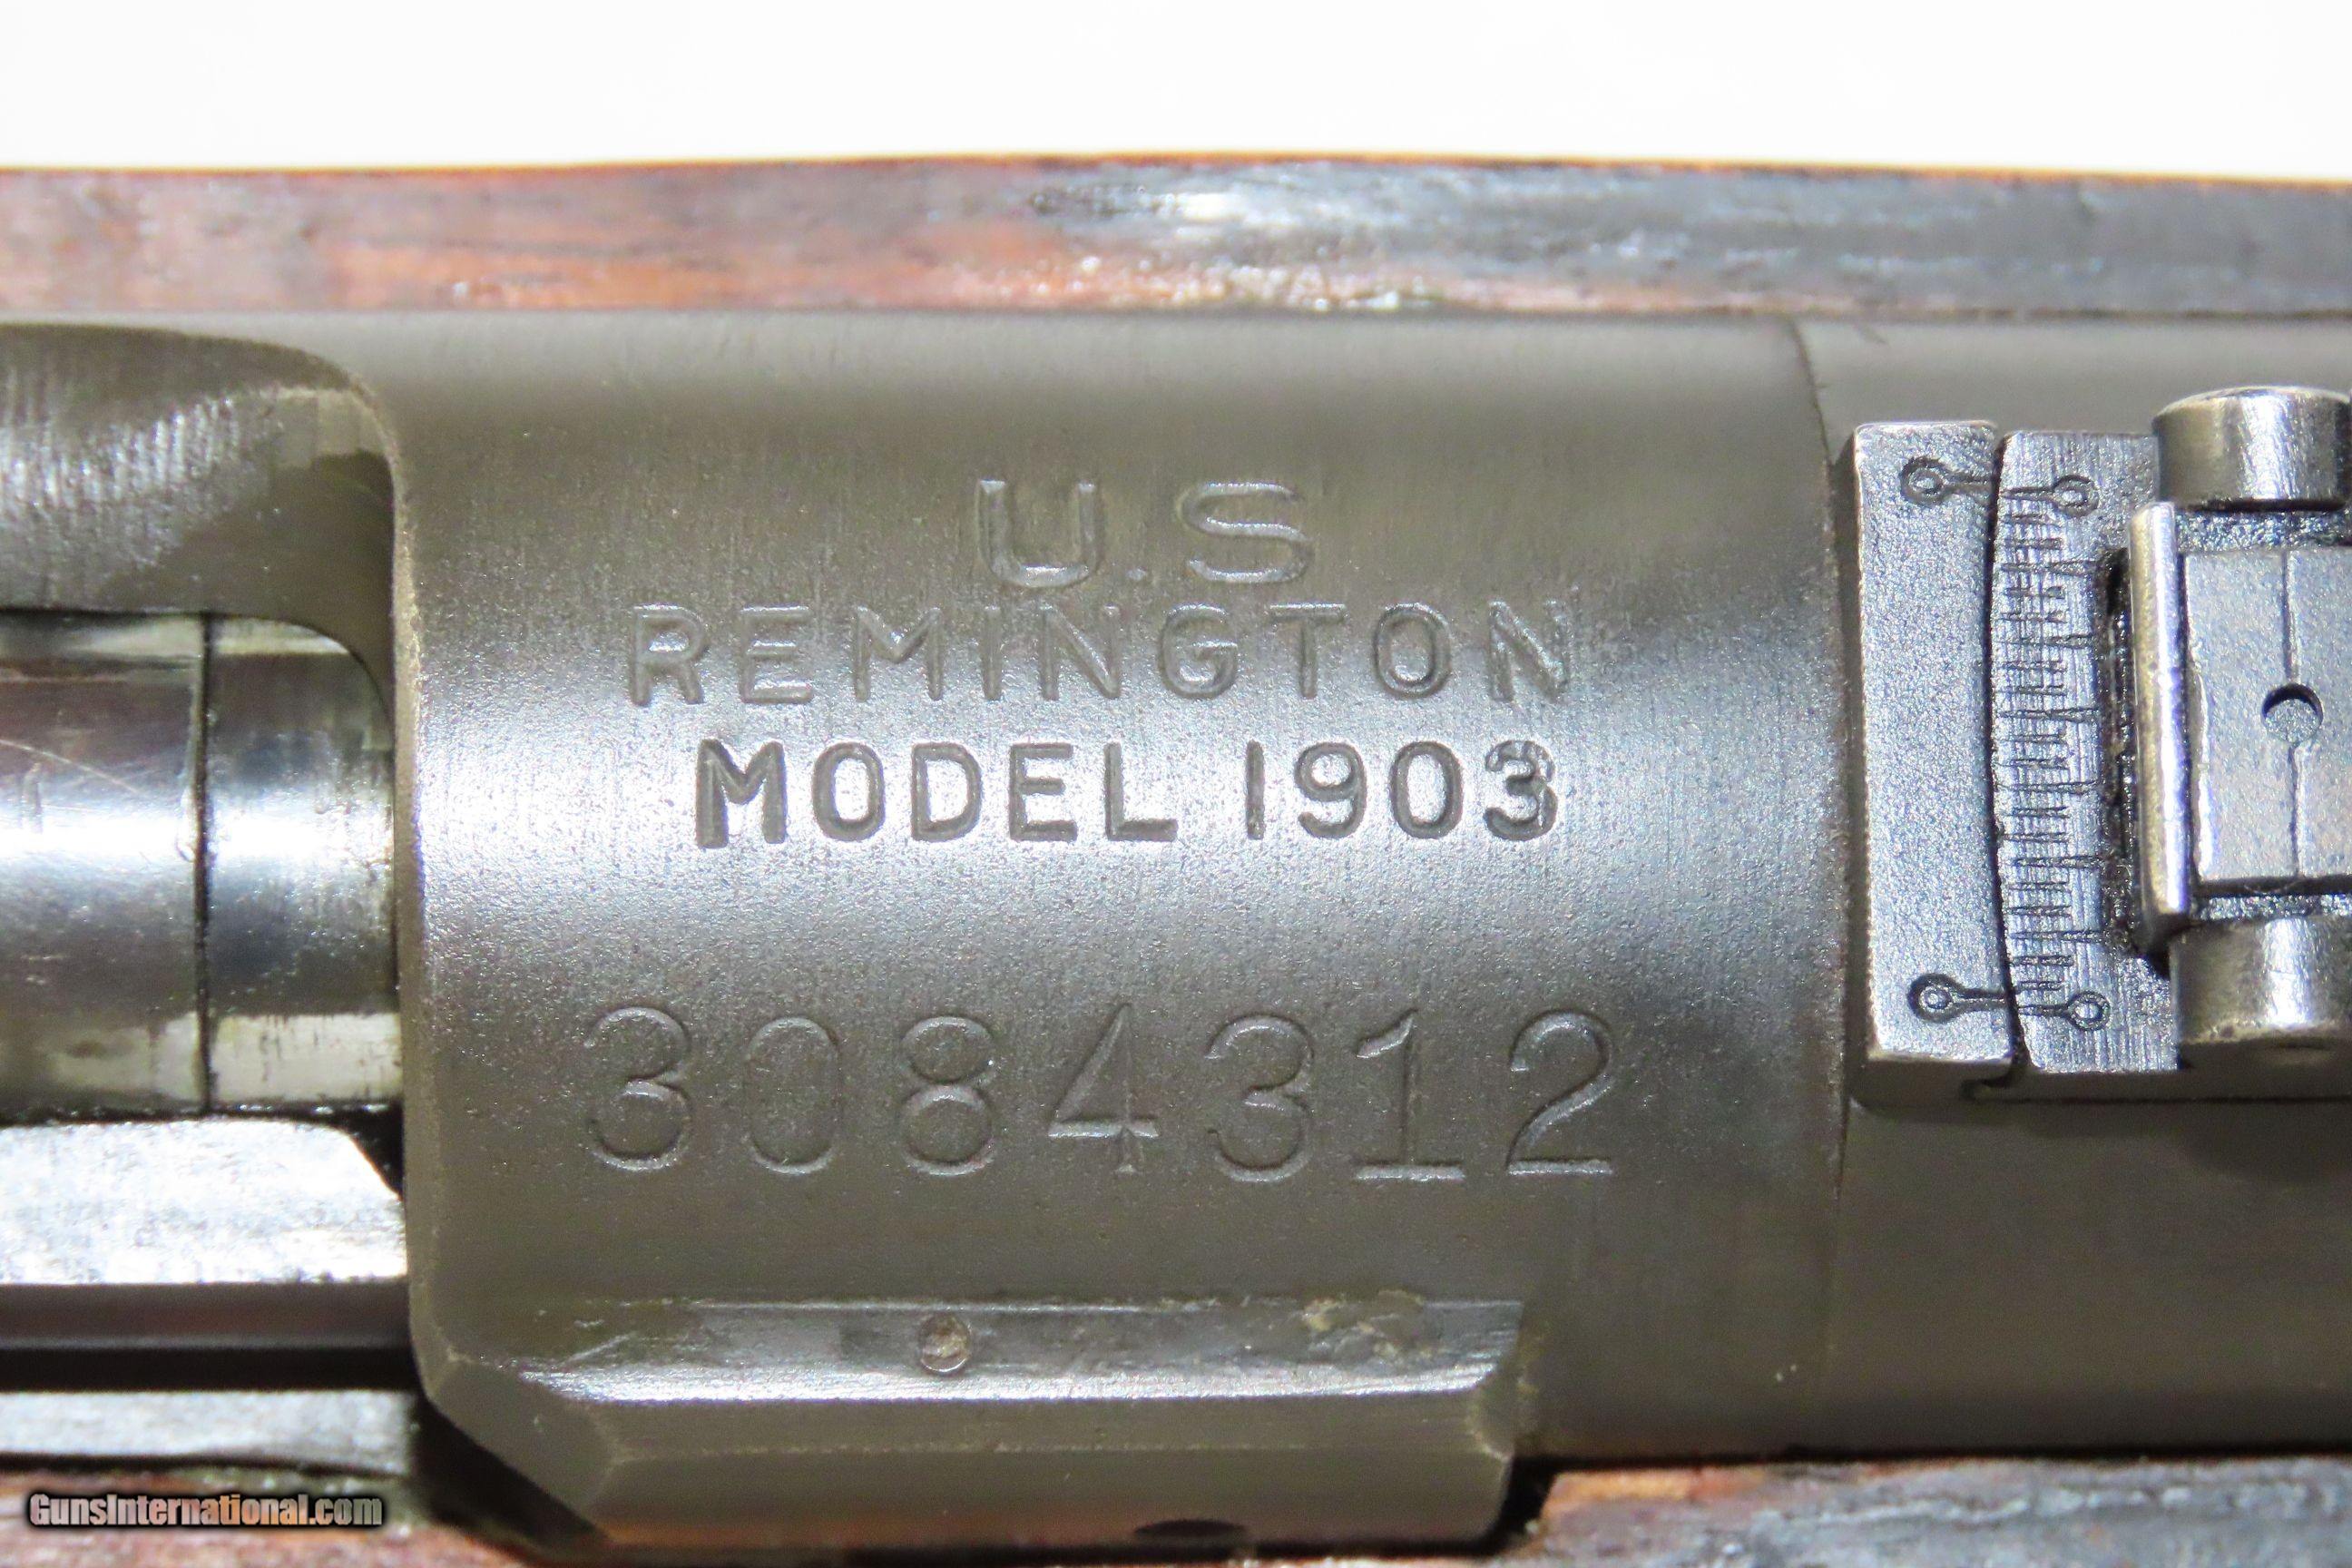 U.S
REMINGTON
MODEL 1903
3084312
GunsInternational.com